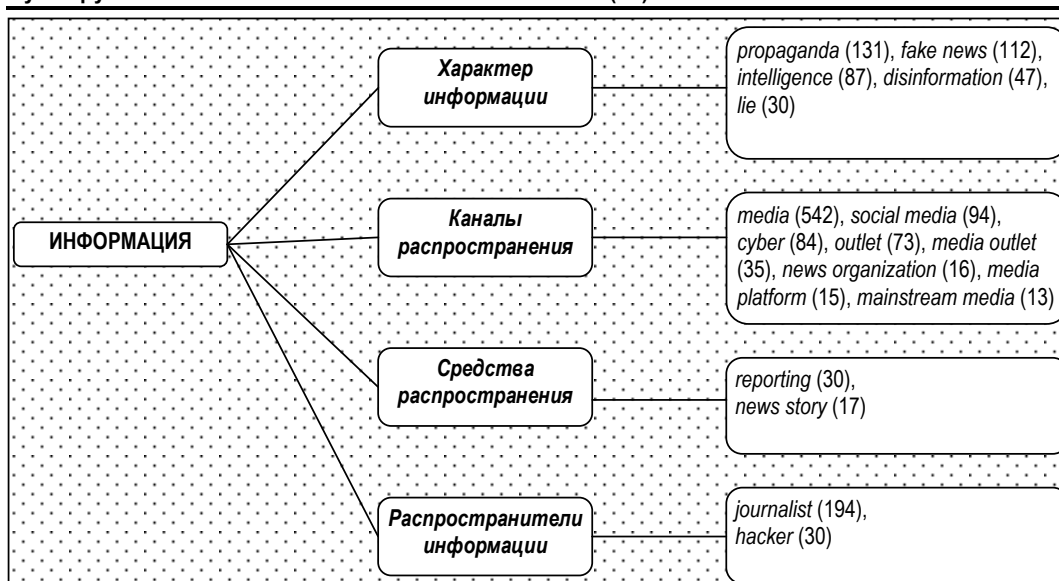 Характер
информации
propaganda (131), fake news (112),
intelligence (87), disinformation (47),
lie (30)
ИНФОРМАЦИЯ
Каналы
распространения
media (542), social media (94),
cyber (84), outlet (73), media outlet
(35), news organization (16), media
platform (15), mainstream media (13)
Средства
распространения
reporting (30),
news story (17)
Распространители
информации
journalist (194),
hacker (30)